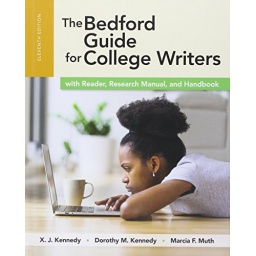 ELEVENTH EDITION
The Bedford
Guide
for College Writers
with Reader, Research Manual, and Handbook
X. J. Kennedy • Dorothy M. Kennedy • Marcia F. Muth